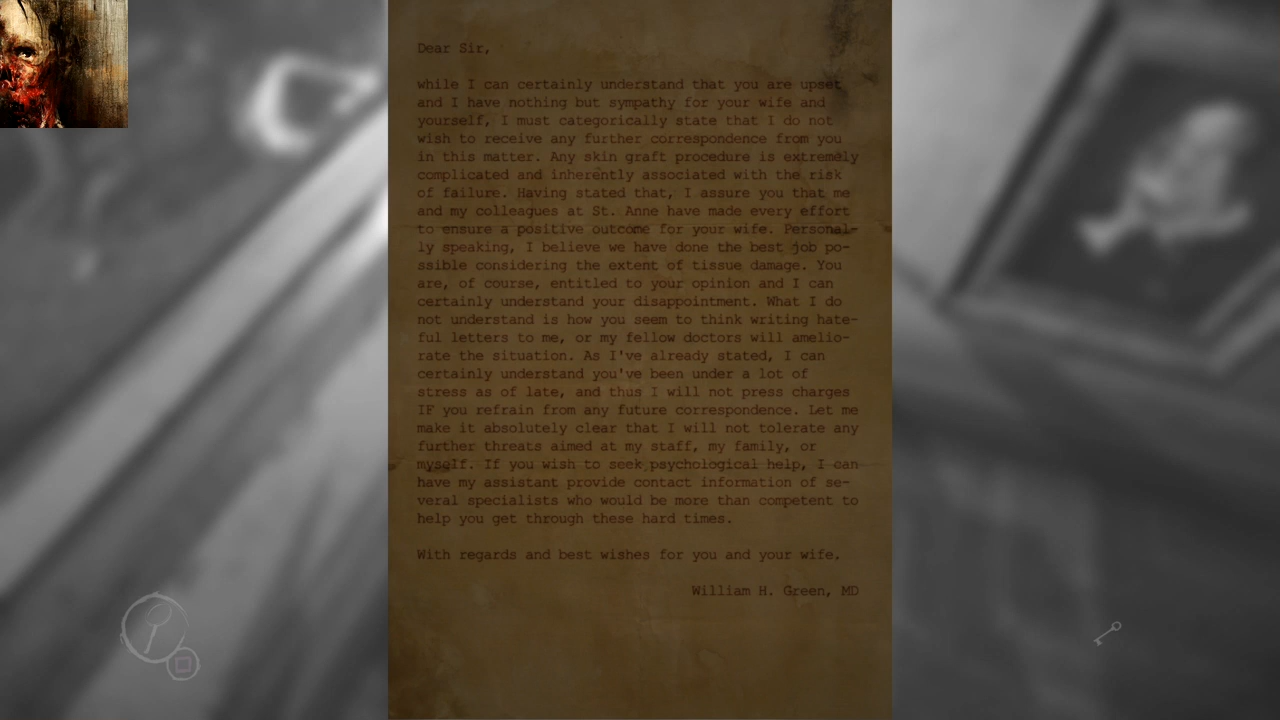 Dear Sir,
while I can certainly understand that you are upset
and I have nothing but sympathy for your wife and
yourself, I must categorically state that I do not
wish to receive any further correspondence from you
in this matter. Any skin graft procedure is extremely
complicated and inherently associated with the risk
of failure. Having stated that, I assure you that me
and my colleagues at St. Anne have made every effort
to ensure a positive outcome for your wife. Personal-
ly speaking, I believe we have done the best job po-
ssible considering the extent of tissue damage. You
are, of course, entitled to your opinion and I can
certainly understand your disappointment. What I do
not understand is how you seem to think writing hate-
ful letters to me, or my fellow doctors will amelio-
rate the situation. As I've already stated, I can
certainly understand you've been under a lot of
stress as of late, and thus I will not press charges
IF you refrain from any future correspondence. Let me
make it absolutely clear that I will not tolerate any
further threats aimed at my staff, my family, or
myself. If you wish to seek psychological help, I can
have my assistant provide contact information of se-
veral specialists who would be more than competent to
help you get through these hard times.
With regards and best wishes for you and your wife,
William H. Green, MD